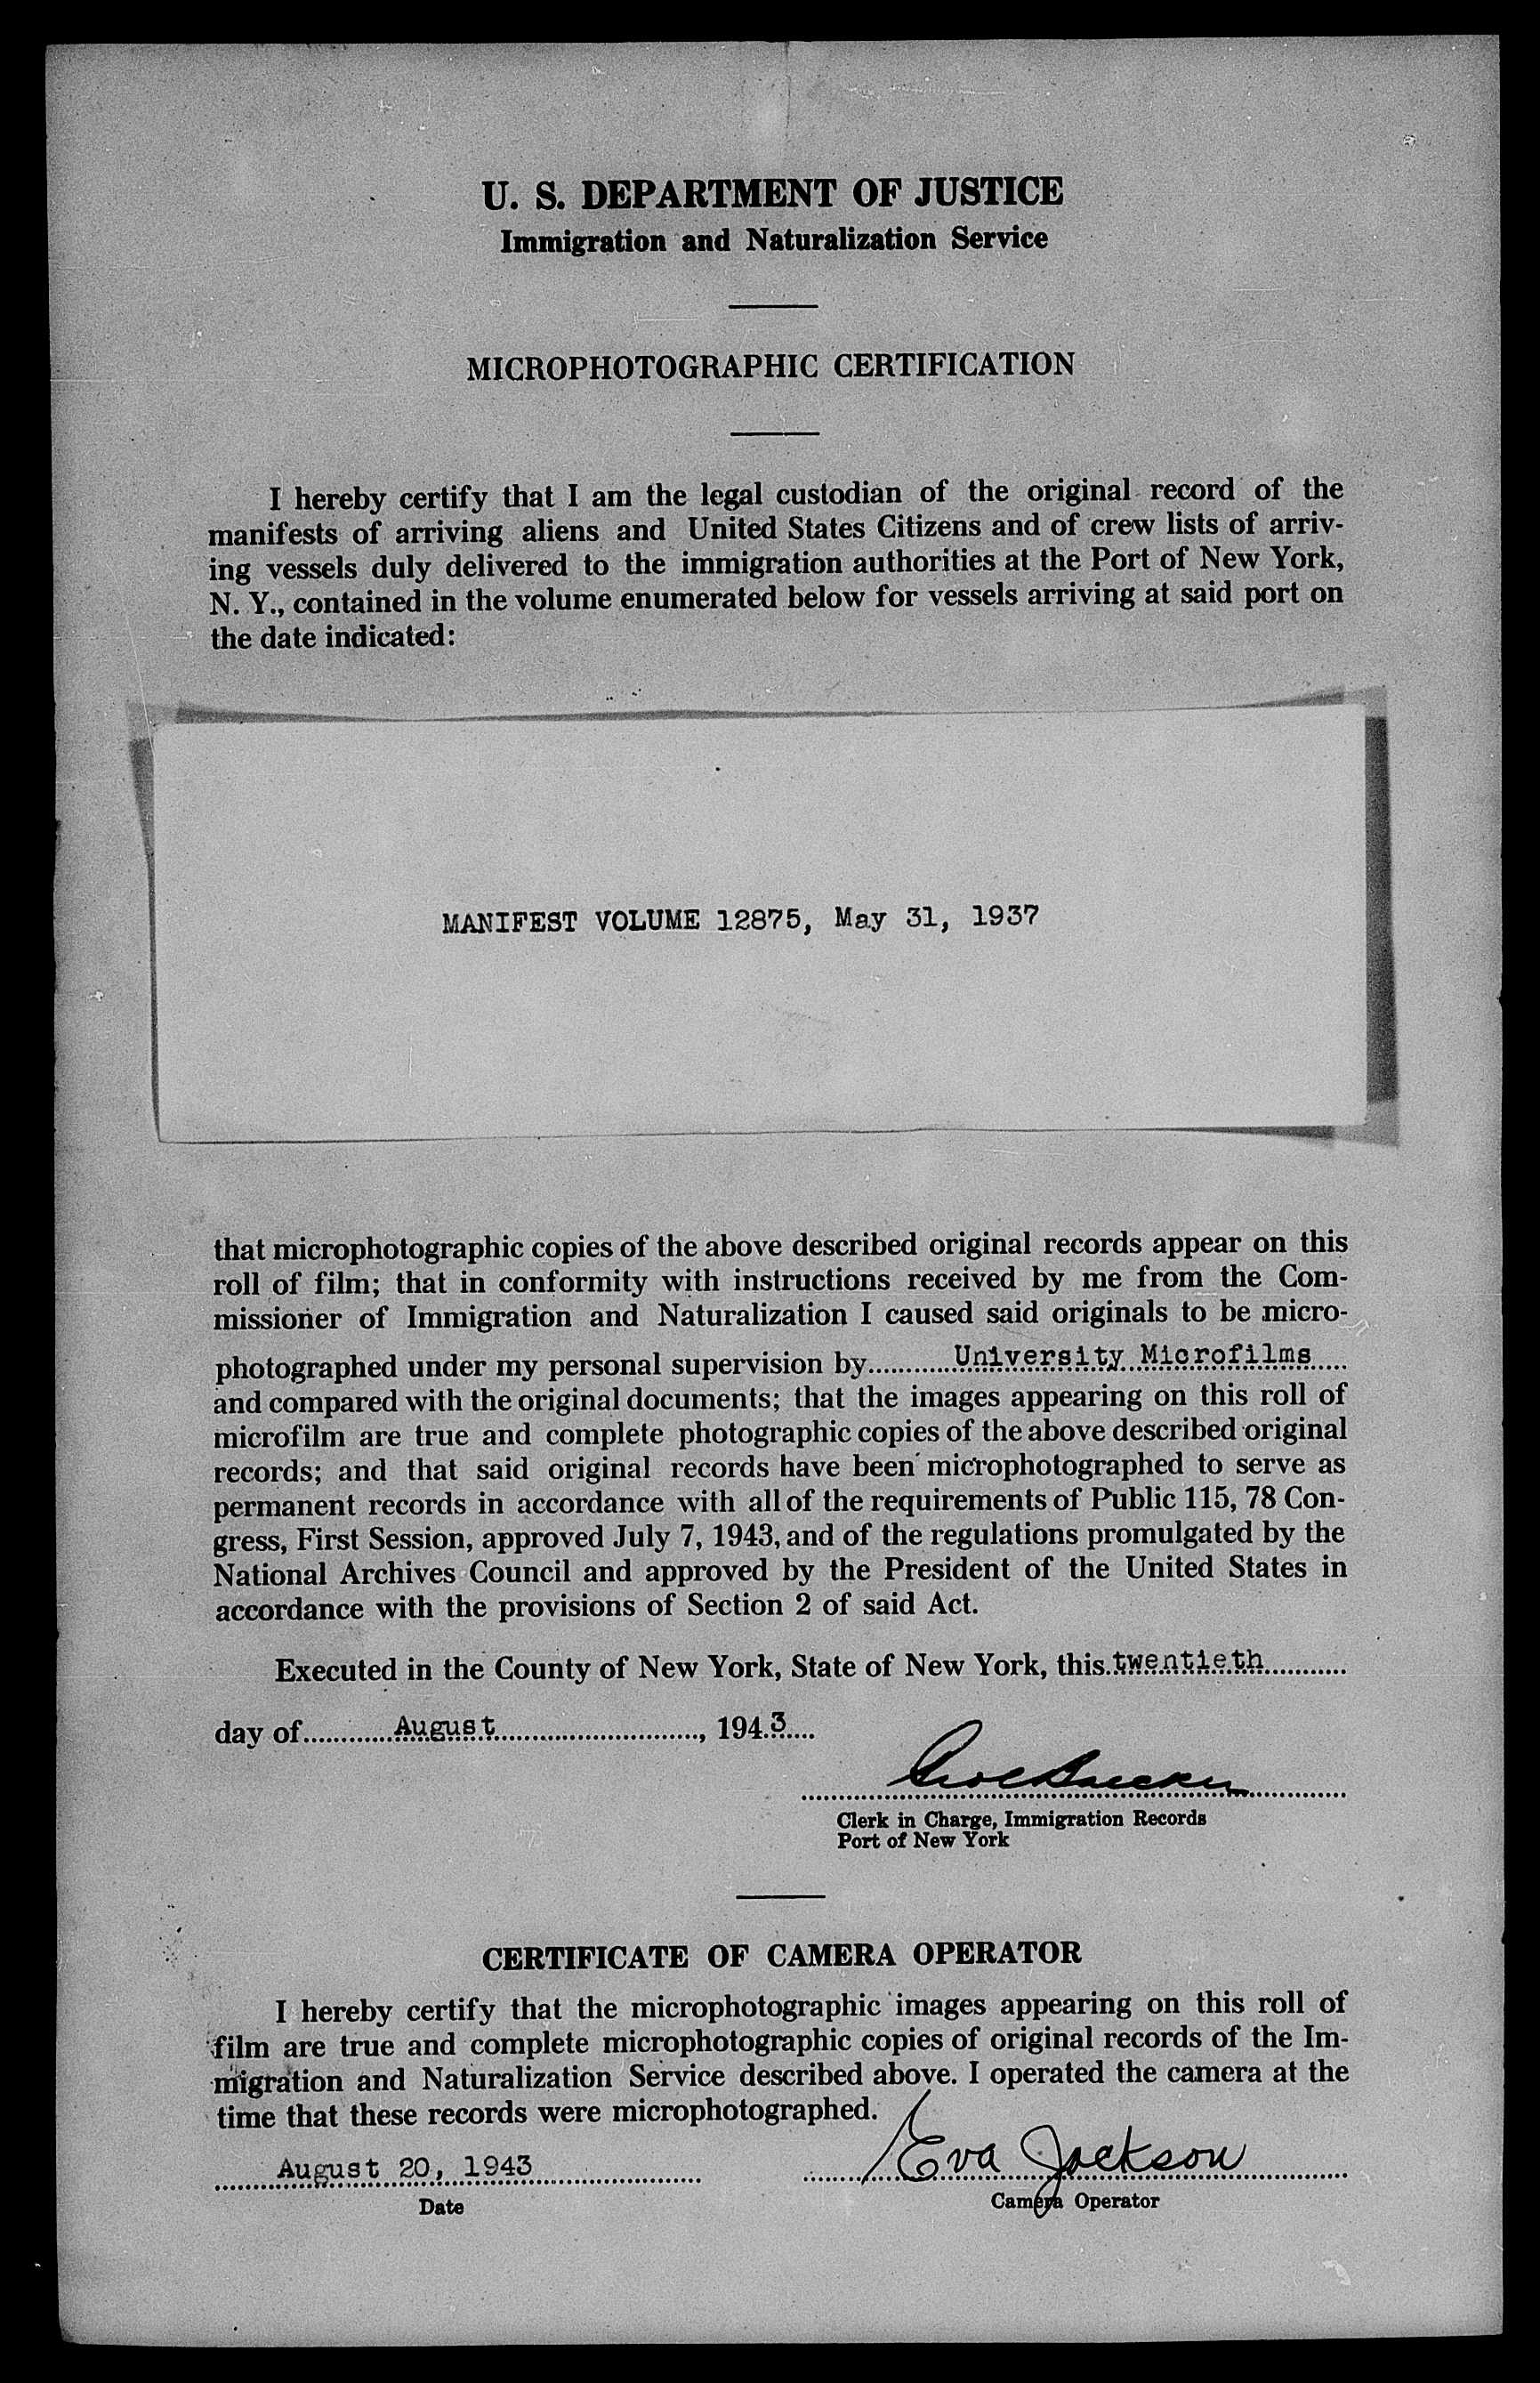 U. S. DEPARTMENT OF JUSTICE
Immigration and Naturalization Service
MICROPHOTOGRAPHIC CERTIFICATION
I hereby certify that I am the legal custodian of the original record of the
manifests of arriving aliens and United States Citizens and of crew lists of arriv-
ing vessels duly delivered to the immigration authorities at the Port of New York,
N. Y., contained in the volume enumerated below for vessels arriving at said port on
the date indicated:
MANIFEST VOLUME 12875, May 31, 1937
that microphotographic copies of the above described original records appear on this
roll of film; that in conformity with instructions received by me from the Com-
missioner of Immigration and Naturalization I caused said originals to be micro-
photographed under my personal supervision by University Microfilms
and compared with the original documents; that the images appearing on this roll of
microfilm are true and complete photographic copies of the above described original
records; and that said original records have been microphotographed to serve as
permanent records in accordance with all of the requirements of Public 115, 78 Con-
gress, First Session, approved July 7, 1943, and of the regulations promulgated by the
National Archives Council and approved by the President of the United States in
accordance with the provisions of Section 2 of said Act.
Executed in the County of New York, State of New York, this twentieth
day of August, 1943
Clerk in Charge, Immigration Records
Port of New York
CERTIFICATE OF CAMERA OPERATOR
I hereby certify that the microphotographic images appearing on this roll of
film are true and complete microphotographic copies of original records of the Im-
migration and Naturalization Service described above. I operated the camera at the
time that these records were microphotographed.
August 20, 1943 Eva Jackson
Date Camera Operator